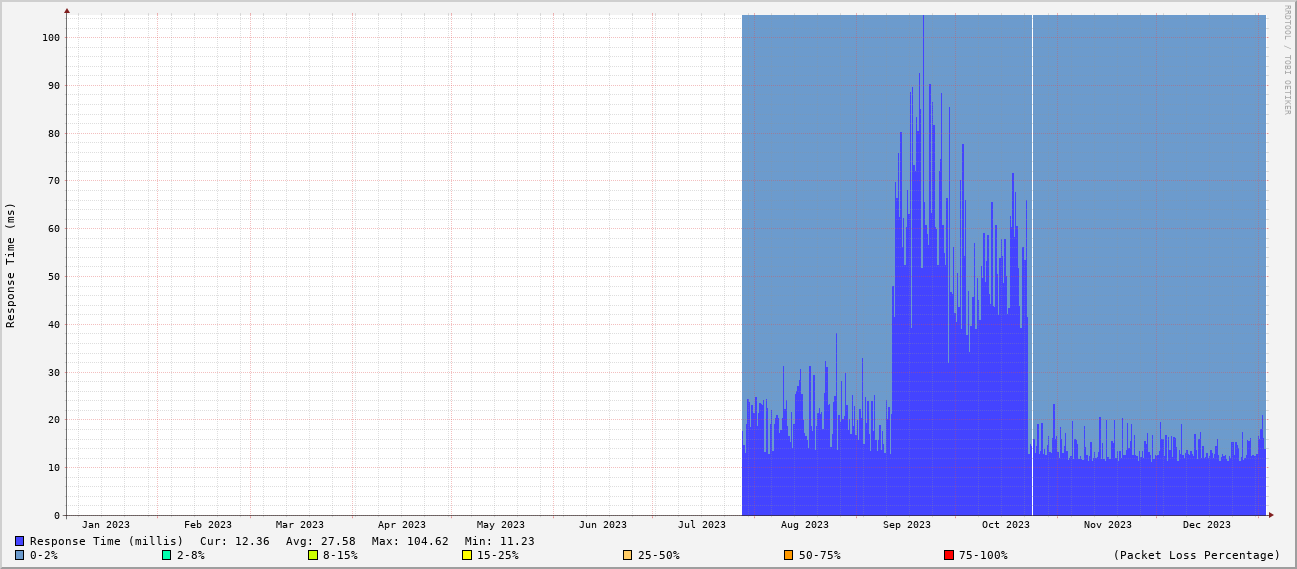 RRDTOOL / TOBI OETIKER
Response Time (ms)
100
90
80
70
60
50
40
30
20
10
0
Jan 2023 Feb 2023 Mar 2023 Apr 2023 May 2023 Jun 2023 Jul 2023 Aug 2023 Sep 2023 Oct 2023 Nov 2023 Dec 2023
Response Time (millis) Cur: 12.36 Avg: 27.58 Max: 104.62 Min: 11.23
0-2% 2-8% 8-15% 15-25% 25-50% 50-75% 75-100% (Packet Loss Percentage)